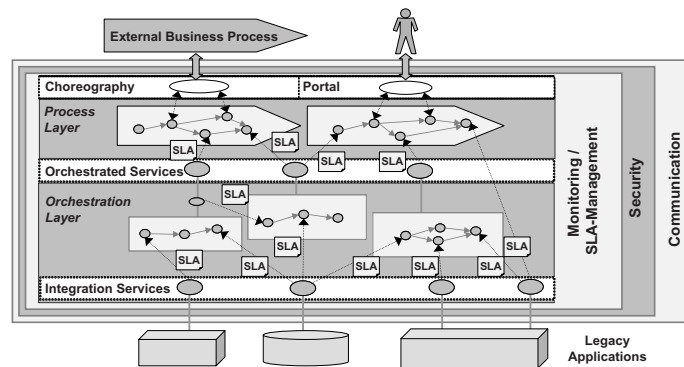 External Business Process
Choreography
Portal
Process
Layer
SLA
SLA
SLA
SLA
Orchestrated Services
Orchestration
Layer
SLA
SLA
SLA
SLA
SLA
SLA
SLA
SLA
Integration Services
Monitoring /
SLA-Management
Security
Communication
Legacy
Applications